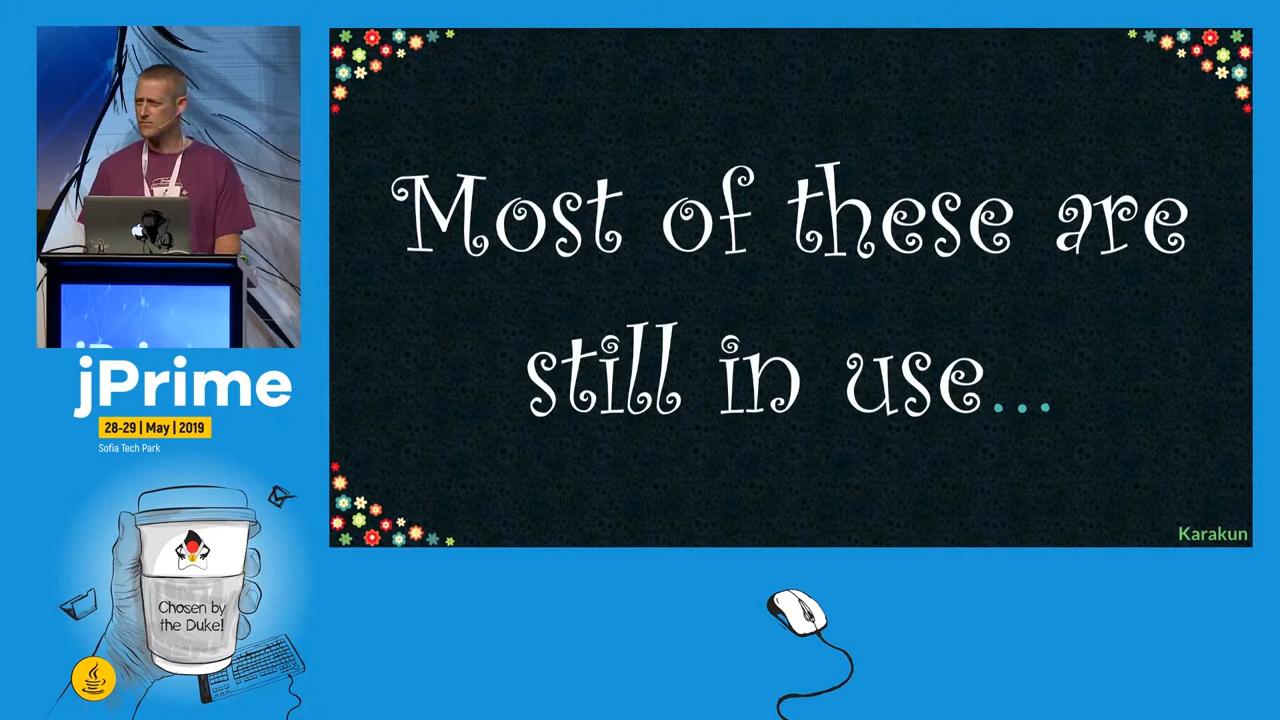 Most of these are
still in use...
Karakun
jPrime
28-29 | May | 2019
Sofia Tech Park
Chosen by
the Duke!